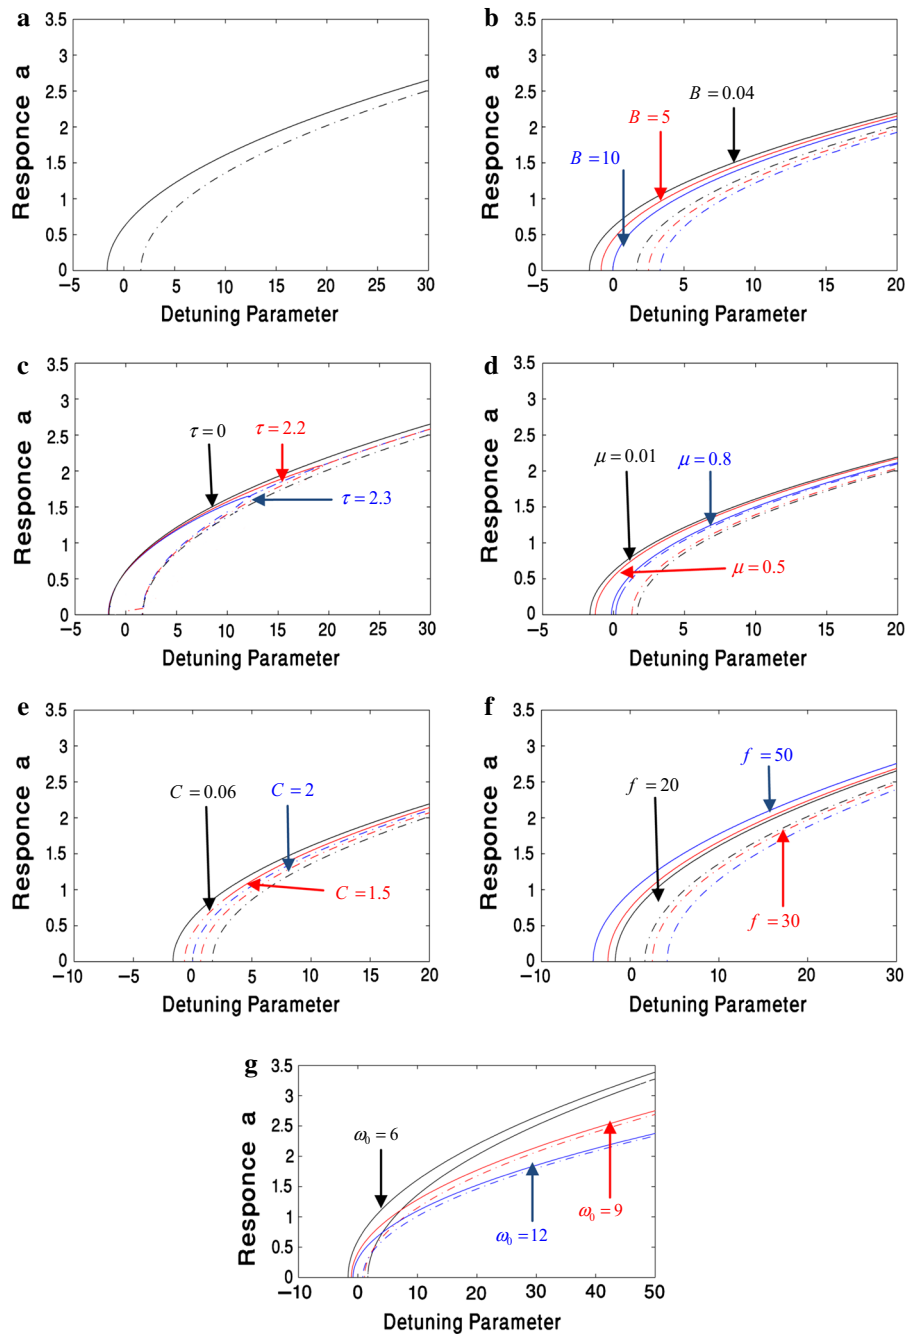 a
3.5
3
2.5
2
1.5
1
0.5
0
Responce a
−5 0 5 10 15 20 25 30
Detuning Parameter
b
3.5
3
2.5
2
1.5
1
0.5
0
Responce a
B = 0.04
B = 5
B = 10
−5 0 5 10 15 20
Detuning Parameter
c
3.5
3
2.5
2
1.5
1
0.5
0
Responce a
τ = 0
τ = 2.2
τ = 2.3
−5 0 5 10 15 20 25 30
Detuning Parameter
d
3.5
3
2.5
2
1.5
1
0.5
0
Responce a
μ = 0.01
μ = 0.8
μ = 0.5
−5 0 5 10 15 20
Detuning Parameter
e
3.5
3
2.5
2
1.5
1
0.5
0
Responce a
C = 0.06
C = 2
C = 1.5
−10 −5 0 5 10 15 20
Detuning Parameter
f
3.5
3
2.5
2
1.5
1
0.5
0
Responce a
f = 50
f = 20
f = 30
−10 0 10 20 30
Detuning Parameter
g
3.5
3
2.5
2
1.5
1
0.5
0
Responce a
ω₀ = 6
ω₀ = 9
ω₀ = 12
−10 0 10 20 30 40 50
Detuning Parameter